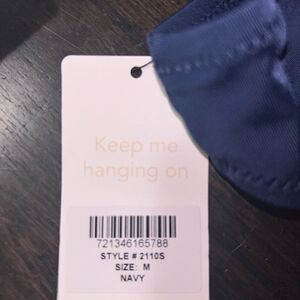 Keep me
hanging on
721346165788
STYLE # 2110S
SIZE: M
NAVY